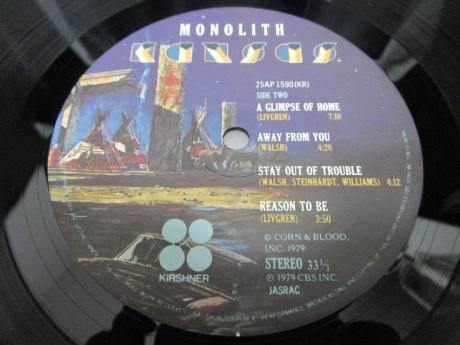 MONOLITH
KANSAS
25AP 1590(KR)
SIDE TWO
A GLIMPSE OF HOME
(LIVGREN) 7:10
AWAY FROM YOU
(WALSH) 4:20
STAY OUT OF TROUBLE
(WALSH, STEINHARDT, WILLIAMS) 4:12
REASON TO BE
(LIVGREN) 3:50
© CORN & BLOOD,
INC. 1979
STEREO 33⅓
℗ 1979 CBS INC.
JASRAC
KIRSHNER